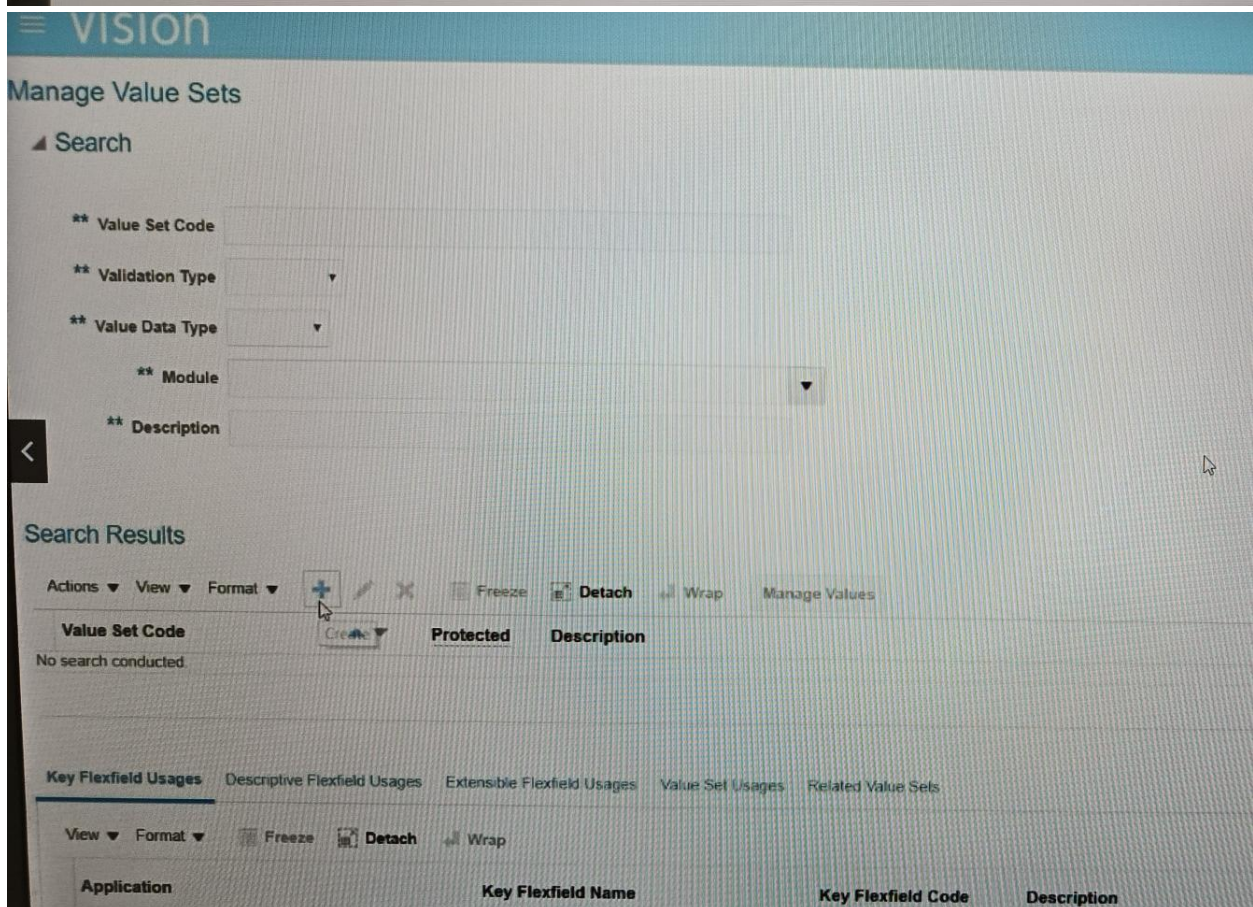 VISION
Manage Value Sets
Search
** Value Set Code
** Validation Type
** Value Data Type
** Module
** Description
Search Results
Actions View Format Freeze Detach Wrap Manage Values
Value Set Code Create Protected Description
No search conducted.
Key Flexfield Usages Descriptive Flexfield Usages Extensible Flexfield Usages Value Set Usages Related Value Sets
View Format Freeze Detach Wrap
Application Key Flexfield Name Key Flexfield Code Description